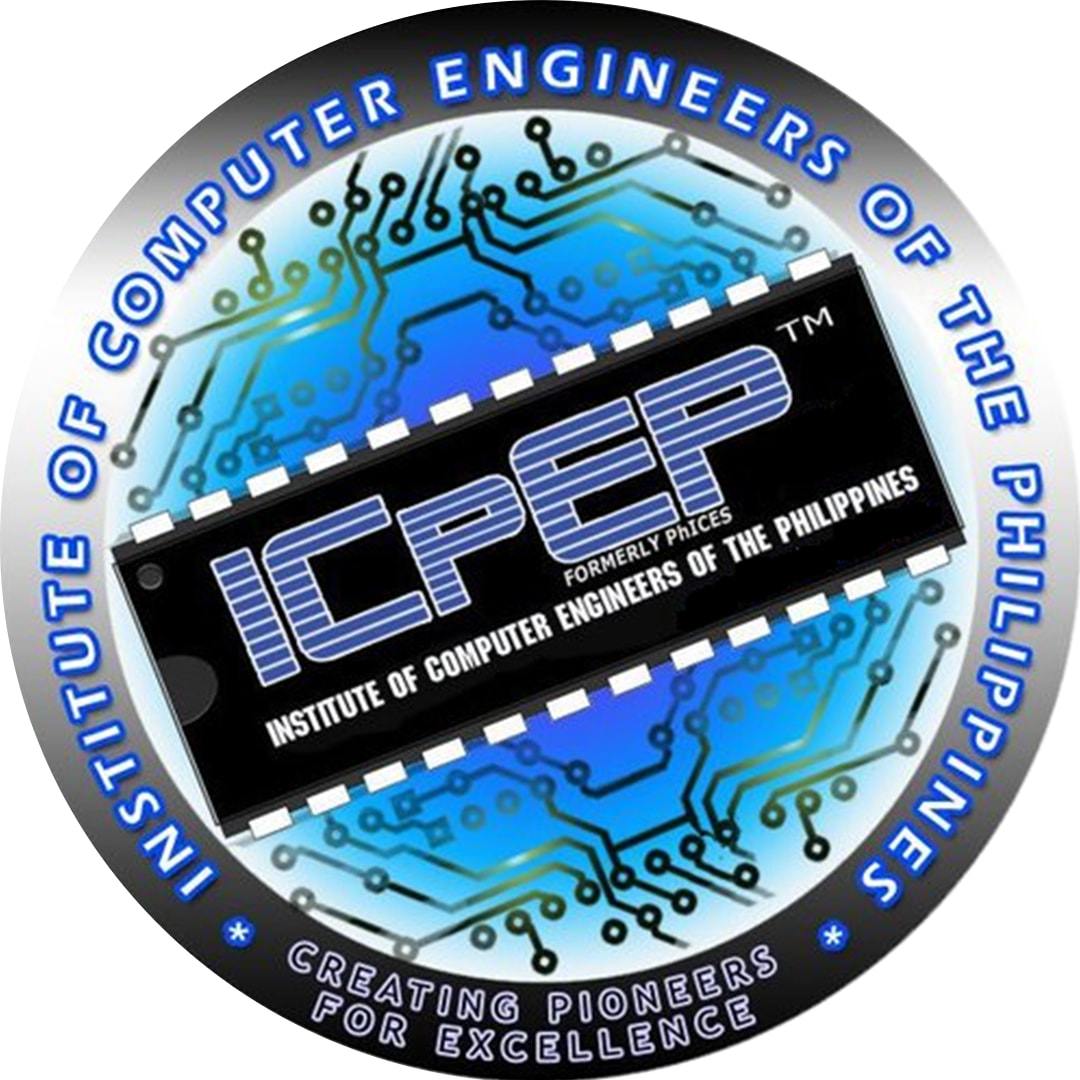 INSTITUTE OF COMPUTER ENGINEERS OF THE PHILIPPINES
ICPEP TM
FORMERLY PhICES
INSTITUTE OF COMPUTER ENGINEERS OF THE PHILIPPINES
* CREATING PIONEERS *
FOR EXCELLENCE